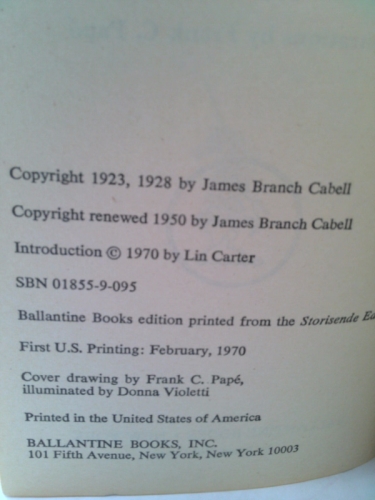 Copyright 1923, 1928 by James Branch Cabell
Copyright renewed 1950 by James Branch Cabell
Introduction © 1970 by Lin Carter
SBN 01855-9-095
Ballantine Books edition printed from the Storisende
First U.S. Printing: February, 1970
Cover drawing by Frank C. Papé,
illuminated by Donna Violetti
Printed in the United States of America
BALLANTINE BOOKS, INC.
101 Fifth Avenue, New York, New York 10003